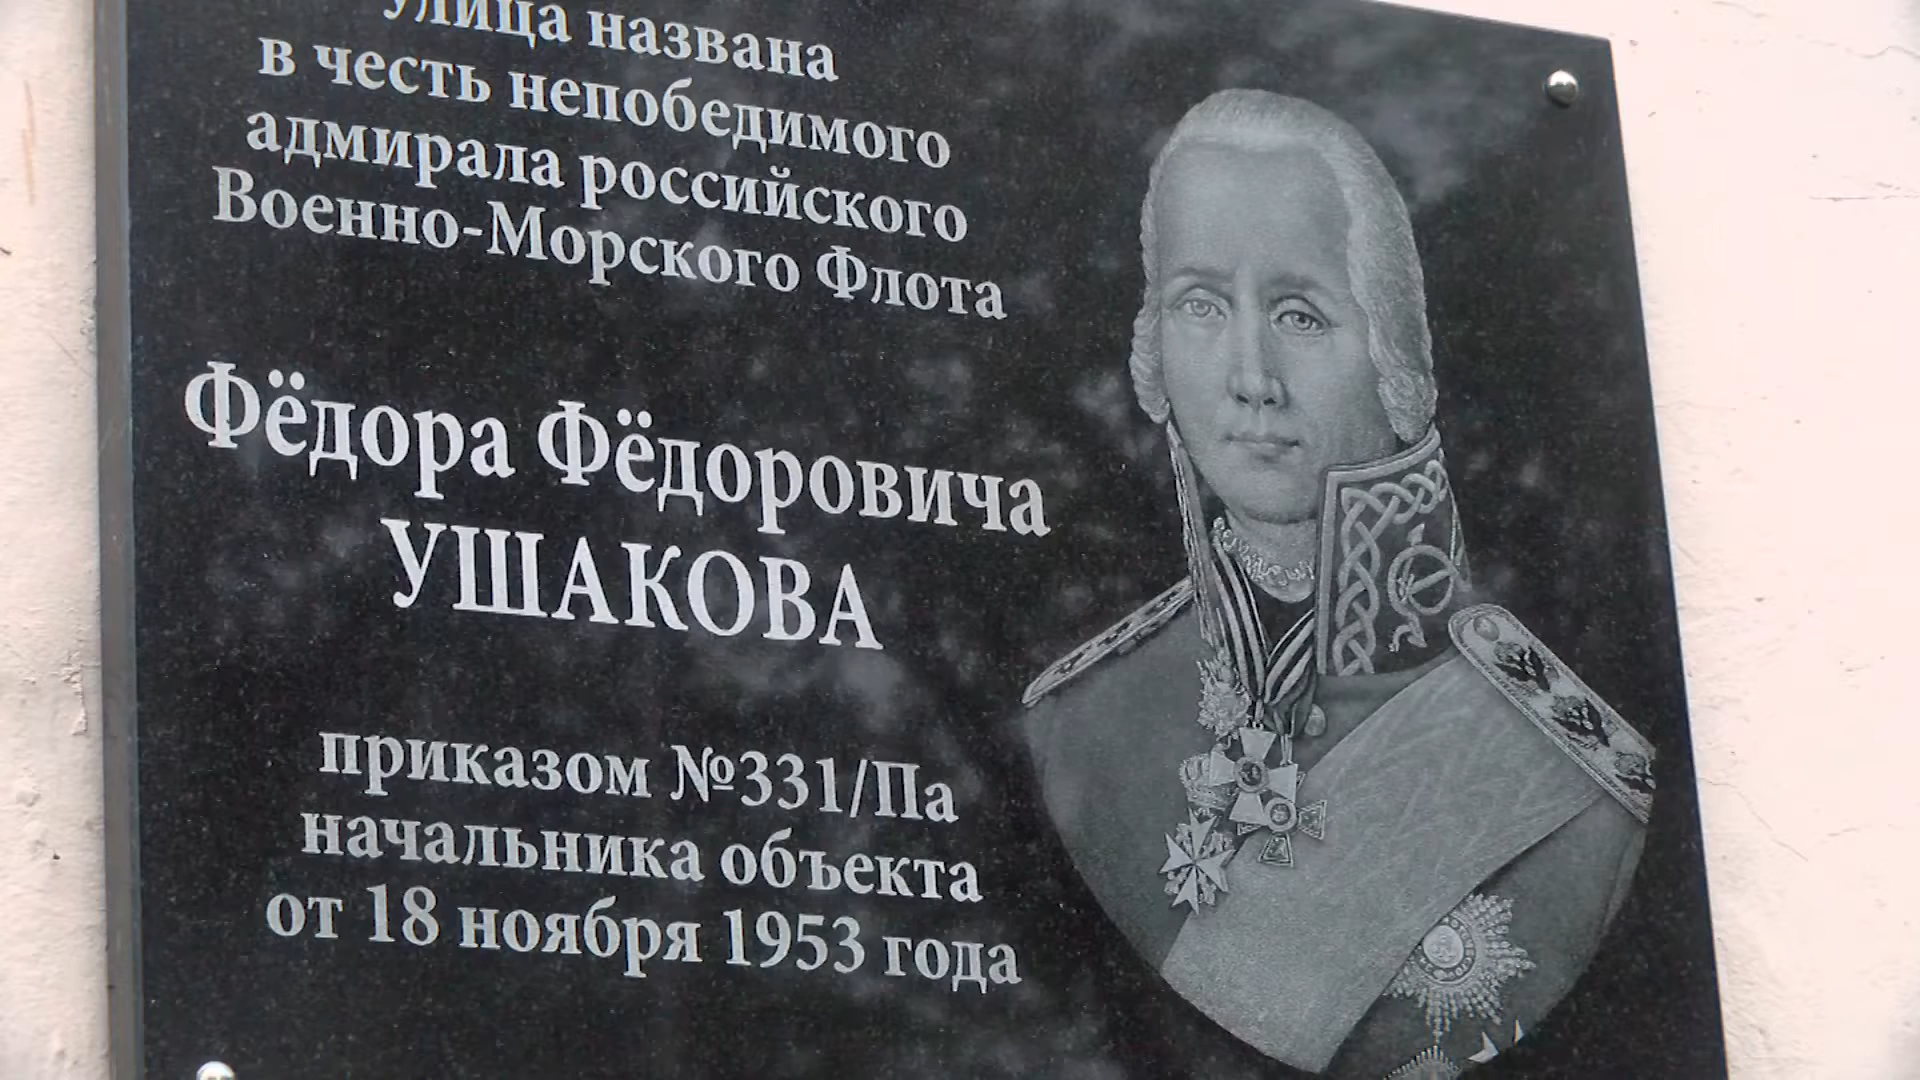 улица названа
в честь непобедимого
адмирала российского
Военно-Морского Флота
Фёдора Фёдоровича
УШАКОВА
приказом №331/Па
начальника объекта
от 18 ноября 1953 года